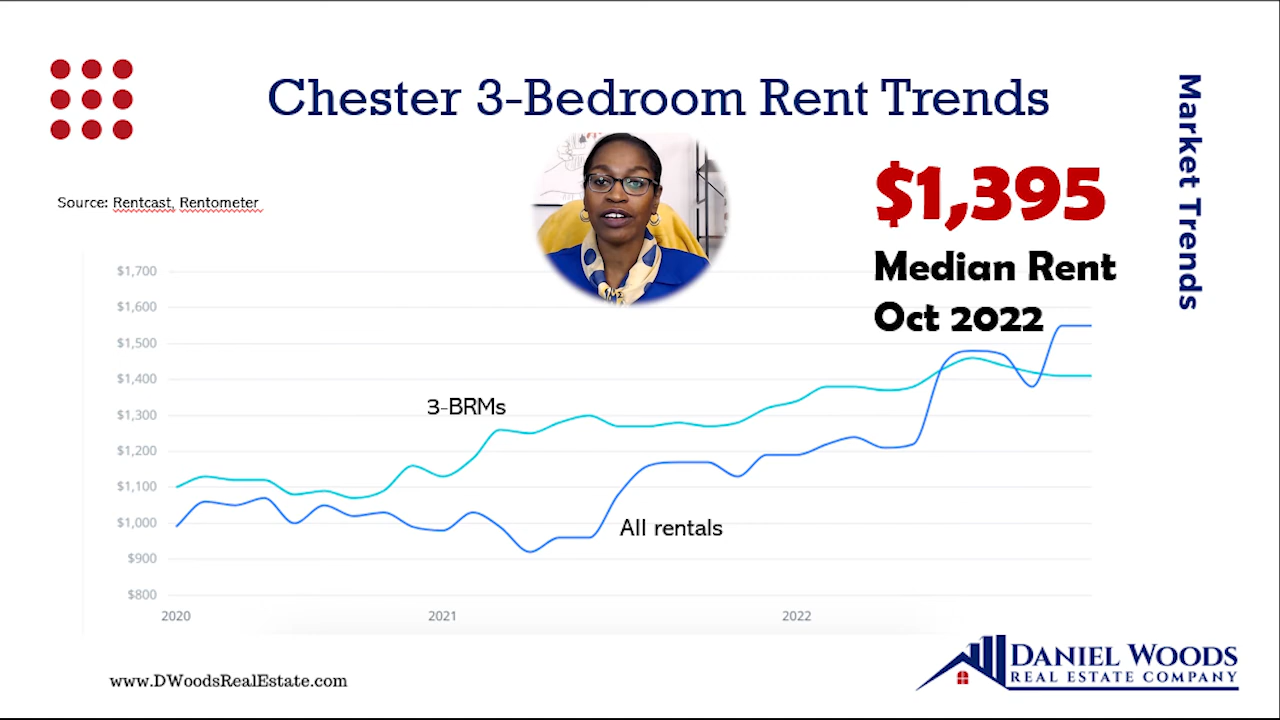 Chester 3-Bedroom Rent Trends
Market Trends
$1,395
Median Rent
Oct 2022
Source: Rentcast, Rentometer
$1,700
$1,600
$1,500
$1,400
$1,300
$1,200
$1,100
$1,000
$900
$800
3-BRMs
All rentals
2020
2021
2022
www.DWoodsRealEstate.com
DANIEL WOODS
REAL ESTATE COMPANY